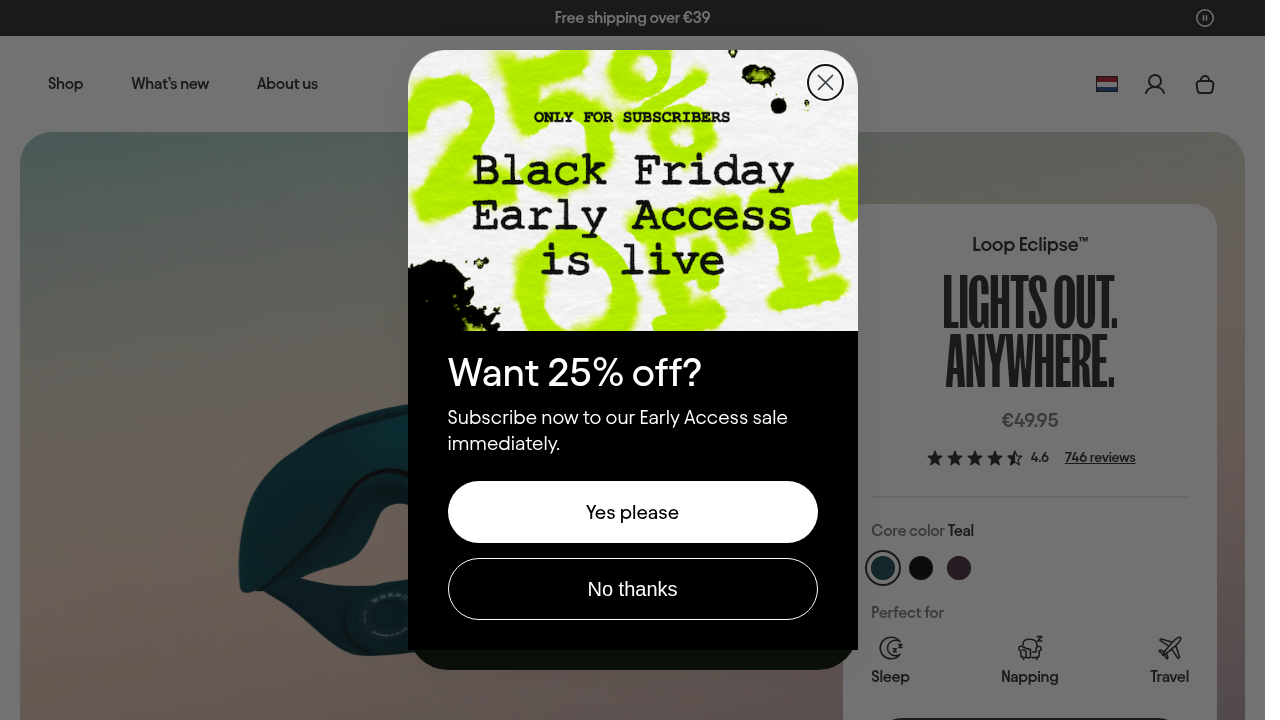 Free shipping over €39
Shop
What's new
About us
25%
OFF
ONLY FOR SUBSCRIBERS
Black Friday
Early Access
is live
Want 25% off?
Subscribe now to our Early Access sale
immediately.
Yes please
No thanks
Loop Eclipse™
LIGHTS OUT.
ANYWHERE.
€49.95
4.6 746 reviews
Core color Teal
Perfect for
Sleep
Napping
Travel